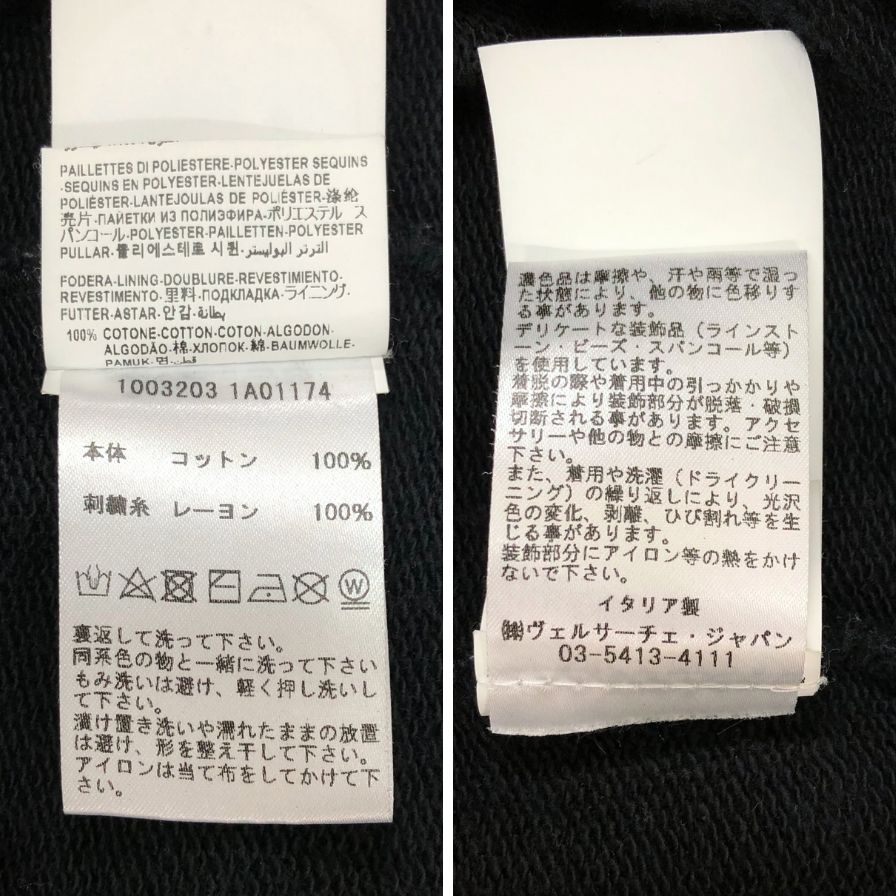 PAILLETTES DI POLIESTERE-POLYESTER SEQUINS
-SEQUINS EN POLYESTER-LENTEJUELAS DE
POLIÉSTER-LANTEJOULAS DE POLIÉSTER-涤纶
亮片-ПАЙЕТКИ ИЗ ПОЛИЭФИРА-ポリエステル ス
パンコール-POLYESTER-PAILLETTEN-POLYESTER
PULLAR-폴리에스테르 시퀸-الترتر البوليستر
FODERA-LINING-DOUBLURE-REVESTIMIENTO-
REVESTIMENTO-里料-ПОДКЛАДКА-ライニング-
FUTTER-ASTAR-안감-بطانة
100% COTONE-COTTON-COTON-ALGODON-
ALGODÃO-棉-ХЛОПОК-綿-BAUMWOLLE-
PAMUK-면-قطن
1003203 1A01174
本体 コットン 100%
刺繍糸 レーヨン 100%
W
裏返して洗って下さい。
同系色の物と一緒に洗って下さい
もみ洗いは避け、軽く押し洗いし
て下さい。
漬け置き洗いや濡れたままの放置
は避け、形を整え干して下さい。
アイロンは当て布をしてかけて下
さい。
濃色品は摩擦や、汗や雨等で湿っ
た状態により、他の物に色移りす
る事があります。
デリケートな装飾品（ラインスト
ーン・ビーズ・スパンコール等）
を使用しています。
着脱の際や着用中の引っかかりや
摩擦により装飾部分が脱落・破損
切断される事があります。アクセ
サリーや他の物との摩擦にご注意
下さい。
また、着用や洗濯（ドライクリー
ニング）の繰り返しにより、光沢
色の変化、剥離、ひび割れ等を生
じる事があります。
装飾部分にアイロン等の熱をかけ
ないで下さい。
イタリア製
㈱ヴェルサーチェ・ジャパン
03-5413-4111